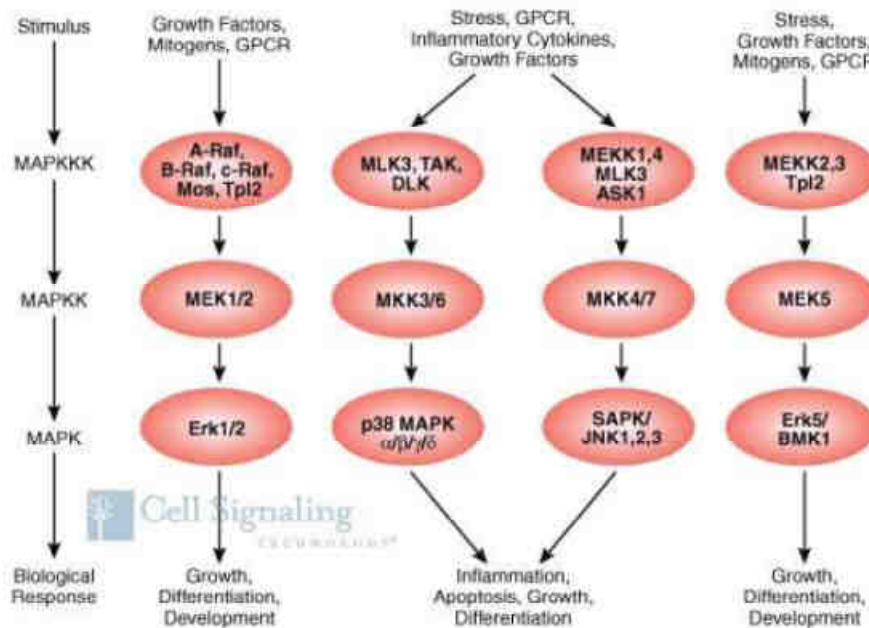 Stimulus
Growth Factors,
Mitogens, GPCR
Stress, GPCR,
Inflammatory Cytokines,
Growth Factors
Stress,
Growth Factors,
Mitogens, GPCR
MAPKKK
A-Raf,
B-Raf, c-Raf,
Mos, Tpl2
MLK3, TAK,
DLK
MEKK1,4
MLK3
ASK1
MEKK2,3
Tpl2
MAPKK
MEK1/2
MKK3/6
MKK4/7
MEK5
MAPK
Erk1/2
p38 MAPK
α/β/γ/δ
SAPK/
JNK1,2,3
Erk5/
BMK1
Cell Signaling
TECHNOLOGY®
Biological
Response
Growth,
Differentiation,
Development
Inflammation,
Apoptosis, Growth,
Differentiation
Growth,
Differentiation,
Development